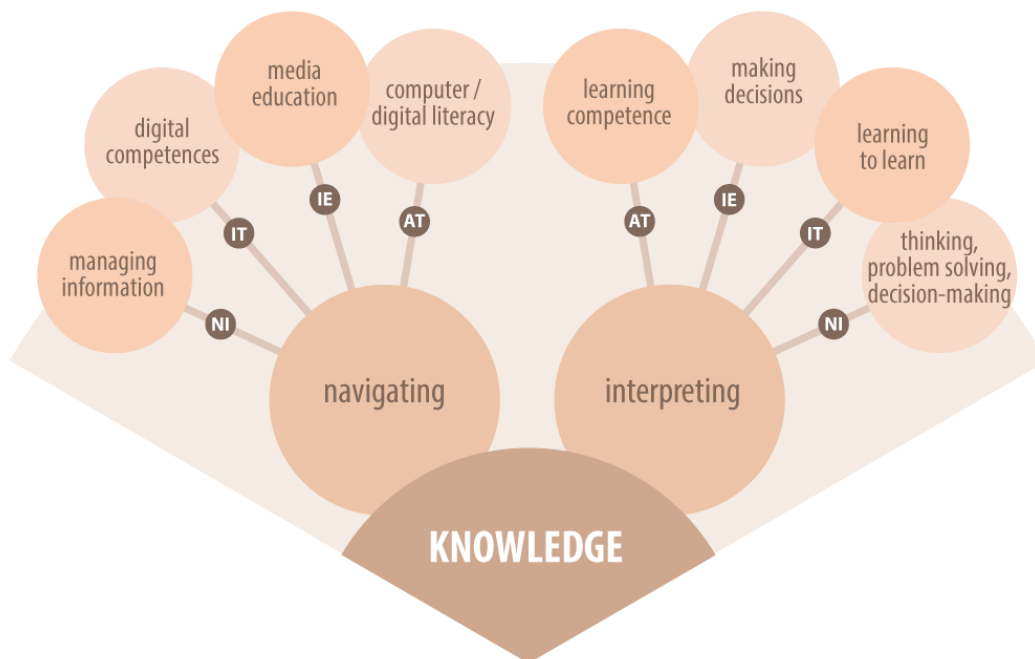 media
education
computer /
digital literacy
digital
competences
managing
information
IE
AT
IT
NI
navigating
learning
competence
making
decisions
learning
to learn
thinking,
problem solving,
decision-making
AT
IE
IT
NI
interpreting
KNOWLEDGE